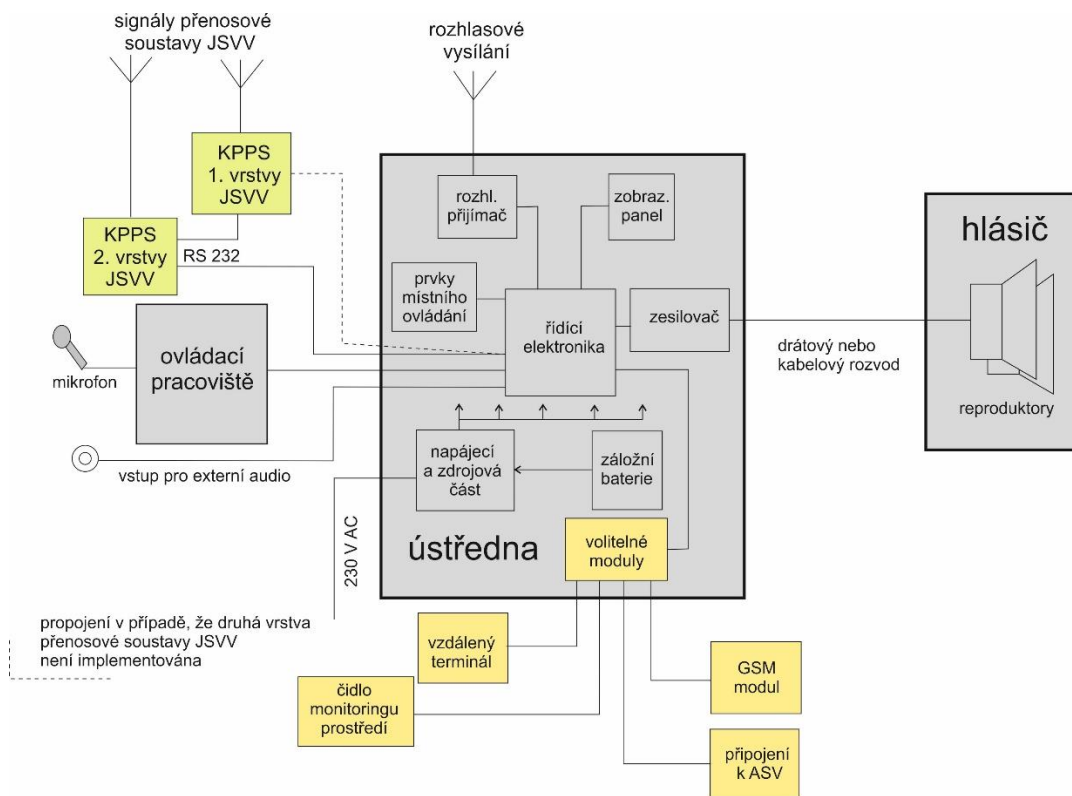 signály přenosové
soustavy JSVV
rozhlasové
vysílání
KPPS
1. vrstvy
JSVV
KPPS
2. vrstvy
JSVV
RS 232
rozhl.
přijímač
zobraz.
panel
hlásič
prvky
místního
ovládání
řídící
elektronika
zesilovač
drátový nebo
kabelový rozvod
reproduktory
mikrofon
ovládací
pracoviště
vstup pro externí audio
napájecí
a zdrojová
část
záložní
baterie
230 V AC
ústředna
volitelné
moduly
propojení v případě, že druhá vrstva
přenosové soustavy JSVV
není implementována
vzdálený
terminál
čidlo
monitoringu
prostředí
GSM
modul
připojení
k ASV